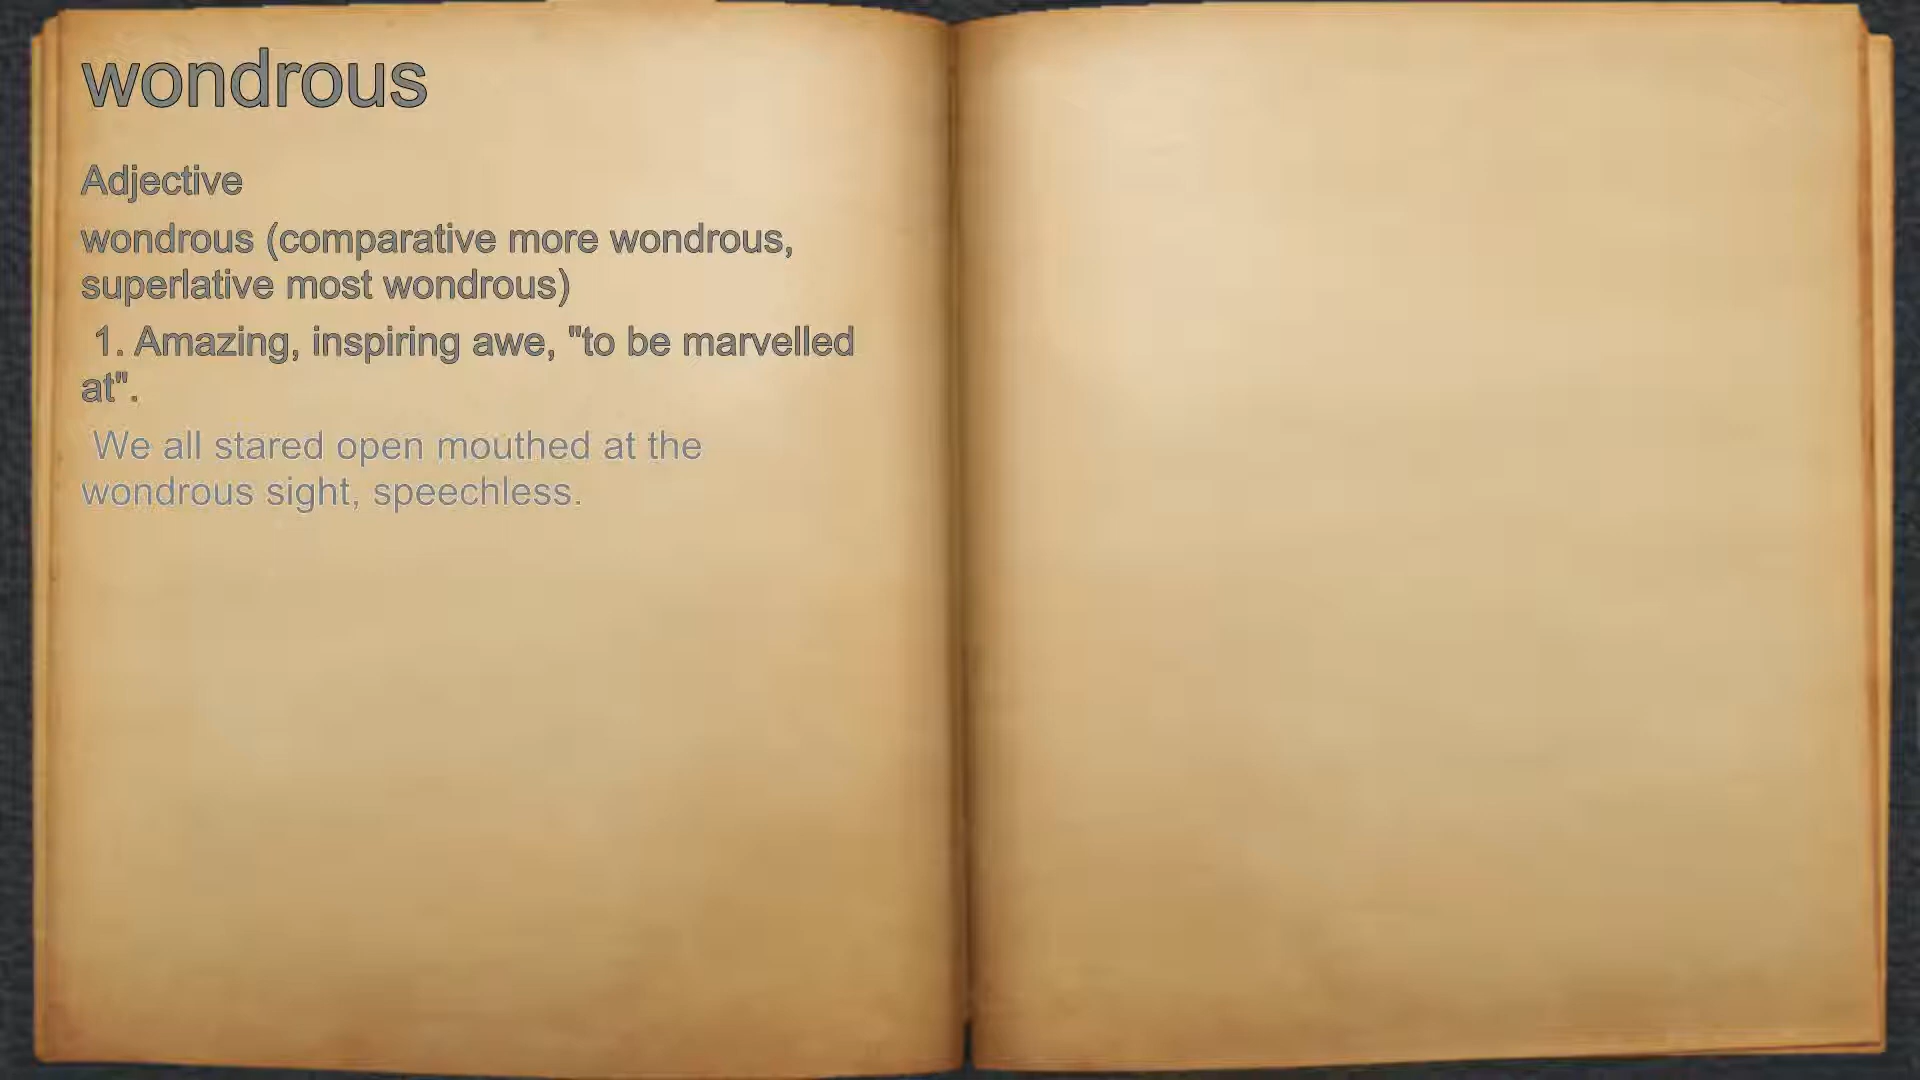 wondrous
Adjective
wondrous (comparative more wondrous,
superlative most wondrous)
1. Amazing, inspiring awe, "to be marvelled
at".
We all stared open mouthed at the
wondrous sight, speechless.